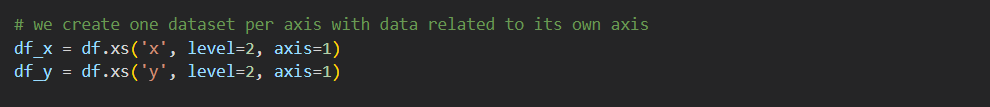 # we create one dataset per axis with data related to its own axis
df_x = df.xs('x', level=2, axis=1)
df_y = df.xs('y', level=2, axis=1)